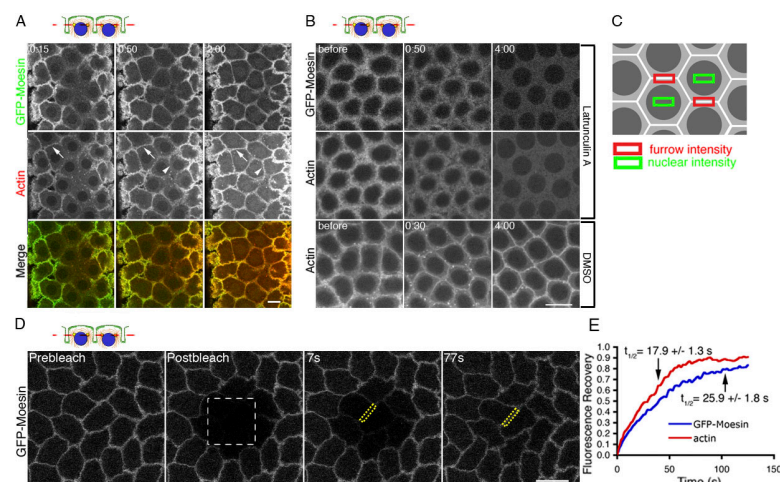 A
0:15
0:50
2:00
GFP-Moesin
Actin
Merge
B
before
0:50
4:00
GFP-Moesin
Actin
Latrunculin A
before
0:30
4:00
Actin
DMSO
C
furrow intensity
nuclear intensity
D
Prebleach
Postbleach
7s
77s
GFP-Moesin
E
t1/2= 17.9 +/- 1.3 s
t1/2= 25.9 +/- 1.8 s
GFP-Moesin
actin
Fluorescence Recovery
1.0
0.9
0.8
0.7
0.6
0.5
0.4
0.3
0.2
0.1
0.0
0
50
100
150
Time (s)